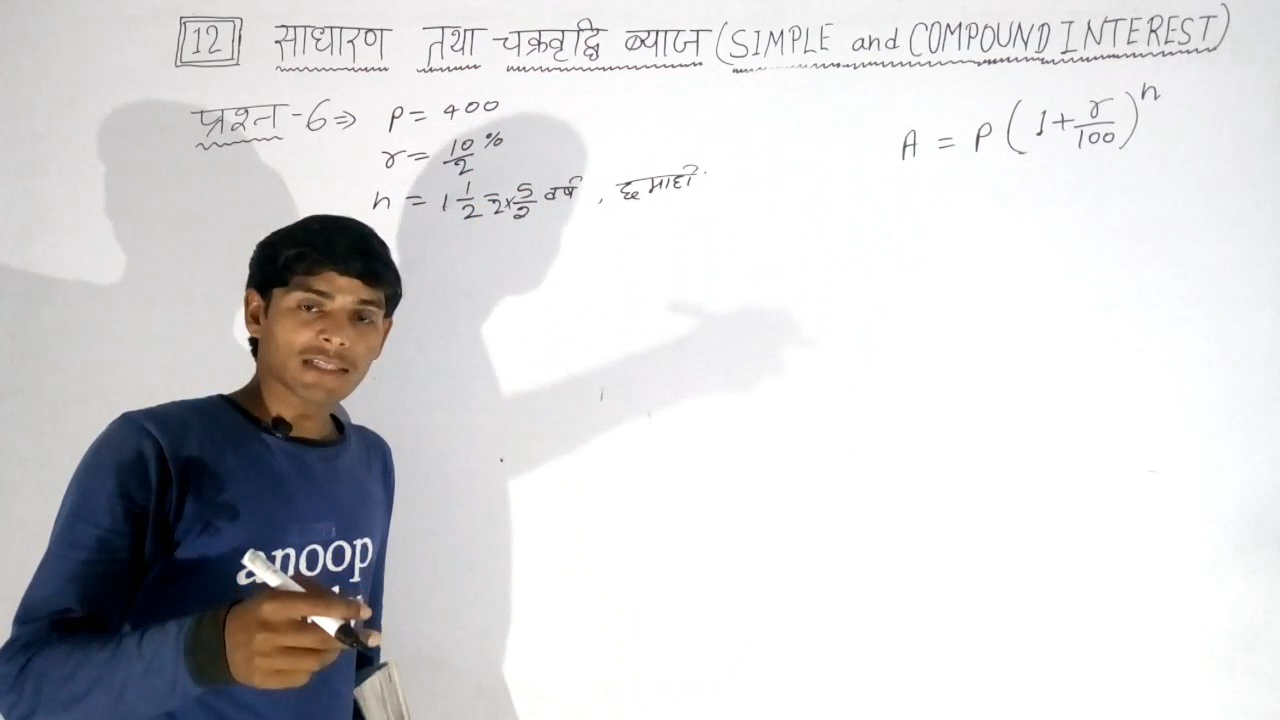 12 साधारण तथा चक्रवृद्धि ब्याज (SIMPLE and COMPOUND INTEREST)
प्रश्न-6⇒ P = 400
r = 10/2 %
n = 1 1/2 = 2×5/2 वर्ष , छःमाही
A = P (1 + r/100)^n
anoop